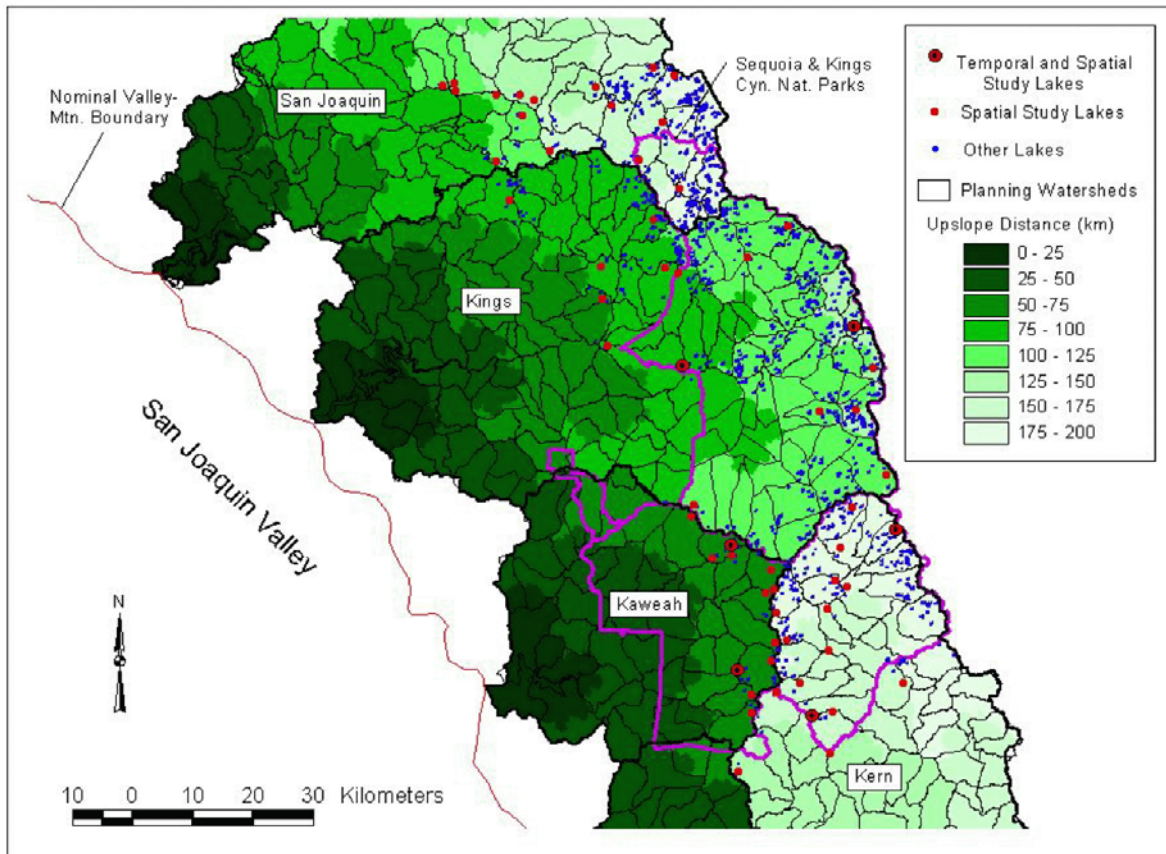 Nominal Valley-
Mtn. Boundary
San Joaquin
Sequoia & Kings
Cyn. Nat. Parks
Kings
San Joaquin Valley
Kaweah
Kern
N
10 0 10 20 30 Kilometers
Temporal and Spatial
Study Lakes
Spatial Study Lakes
Other Lakes
Planning Watersheds
Upslope Distance (km)
0 - 25
25 - 50
50 -75
75 - 100
100 - 125
125 - 150
150 - 175
175 - 200